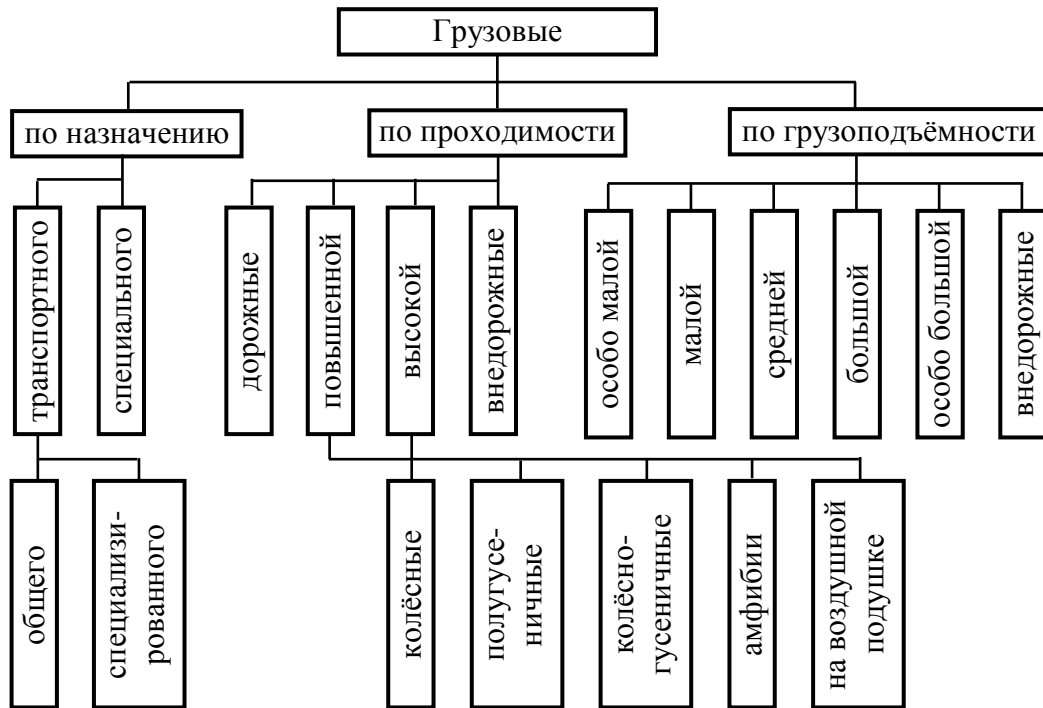 Грузовые
по назначению
по проходимости
по грузоподъёмности
транспортного
специального
дорожные
повышенной
высокой
внедорожные
особо малой
малой
средней
большой
особо большой
внедорожные
общего
специализи-
рованного
колёсные
полугусе-
ничные
колёсно-
гусеничные
амфибии
на воздушной
подушке